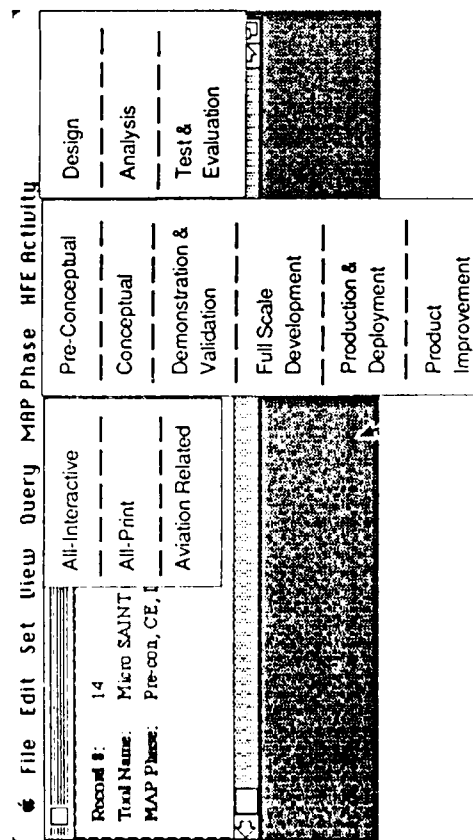 File Edit Set View Query MAP Phase HFE Activity
Record #: 14
Tool Name: Micro SAINT
MAP Phase: Pre-con, CE,
All-Interactive
All-Print
Aviation Related
Pre-Conceptual
Conceptual
Demonstration &
Validation
Full Scale
Development
Production &
Deployment
Product
Improvement
Design
Analysis
Test &
Evaluation